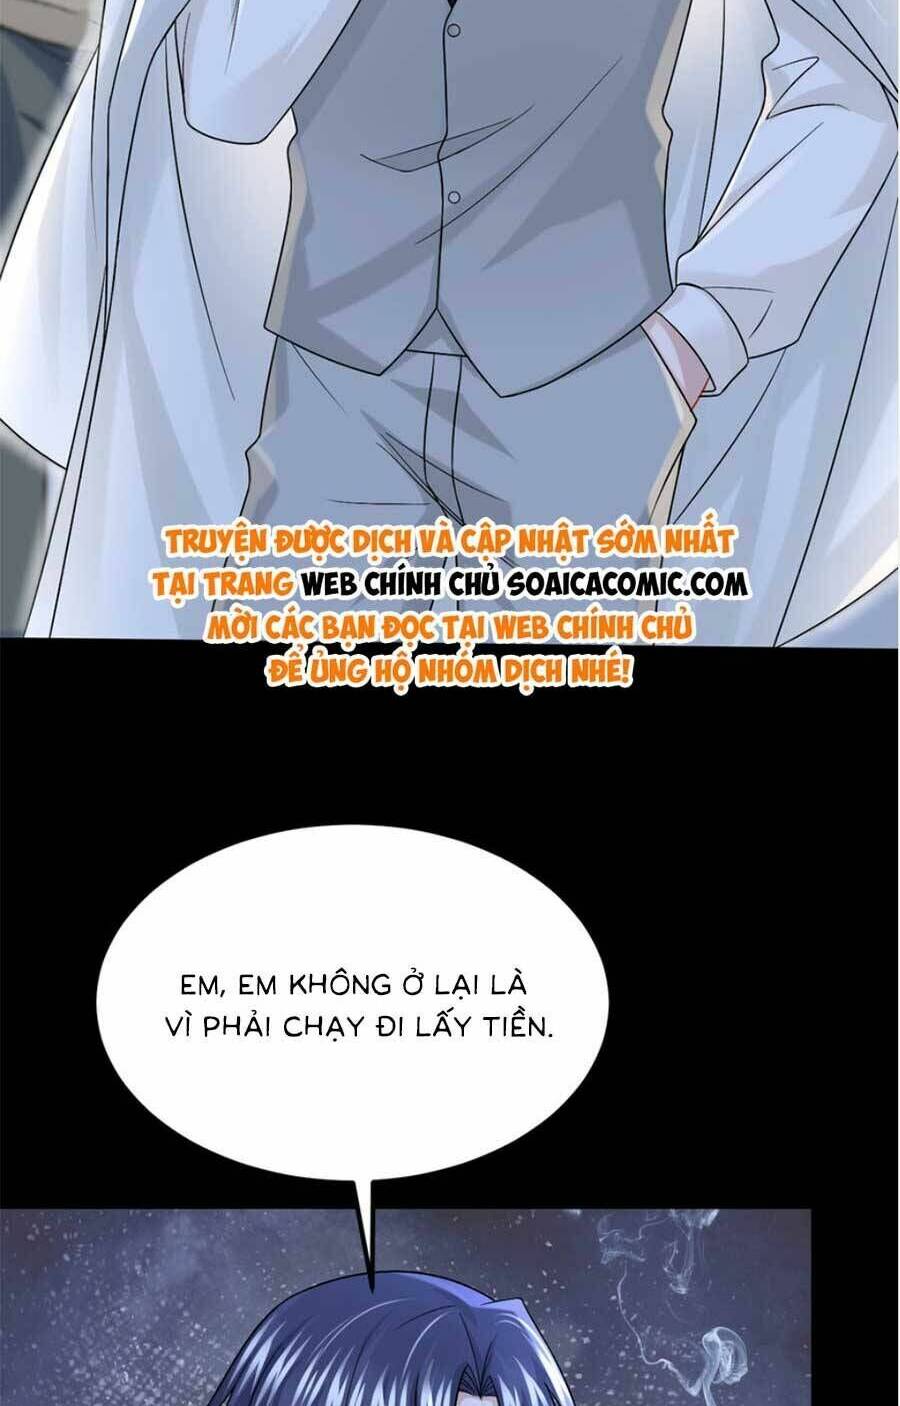 TRUYỆN ĐƯỢC DỊCH VÀ CẬP NHẬT SỚM NHẤT
TẠI TRANG WEB CHÍNH CHỦ SOAICACOMIC.COM
MỜI CÁC BẠN ĐỌC TẠI WEB CHÍNH CHỦ
ĐỂ ỦNG HỘ NHÓM DỊCH NHÉ!
EM, EM KHÔNG Ở LẠI LÀ
VÌ PHẢI CHẠY ĐI LẤY TIỀN.